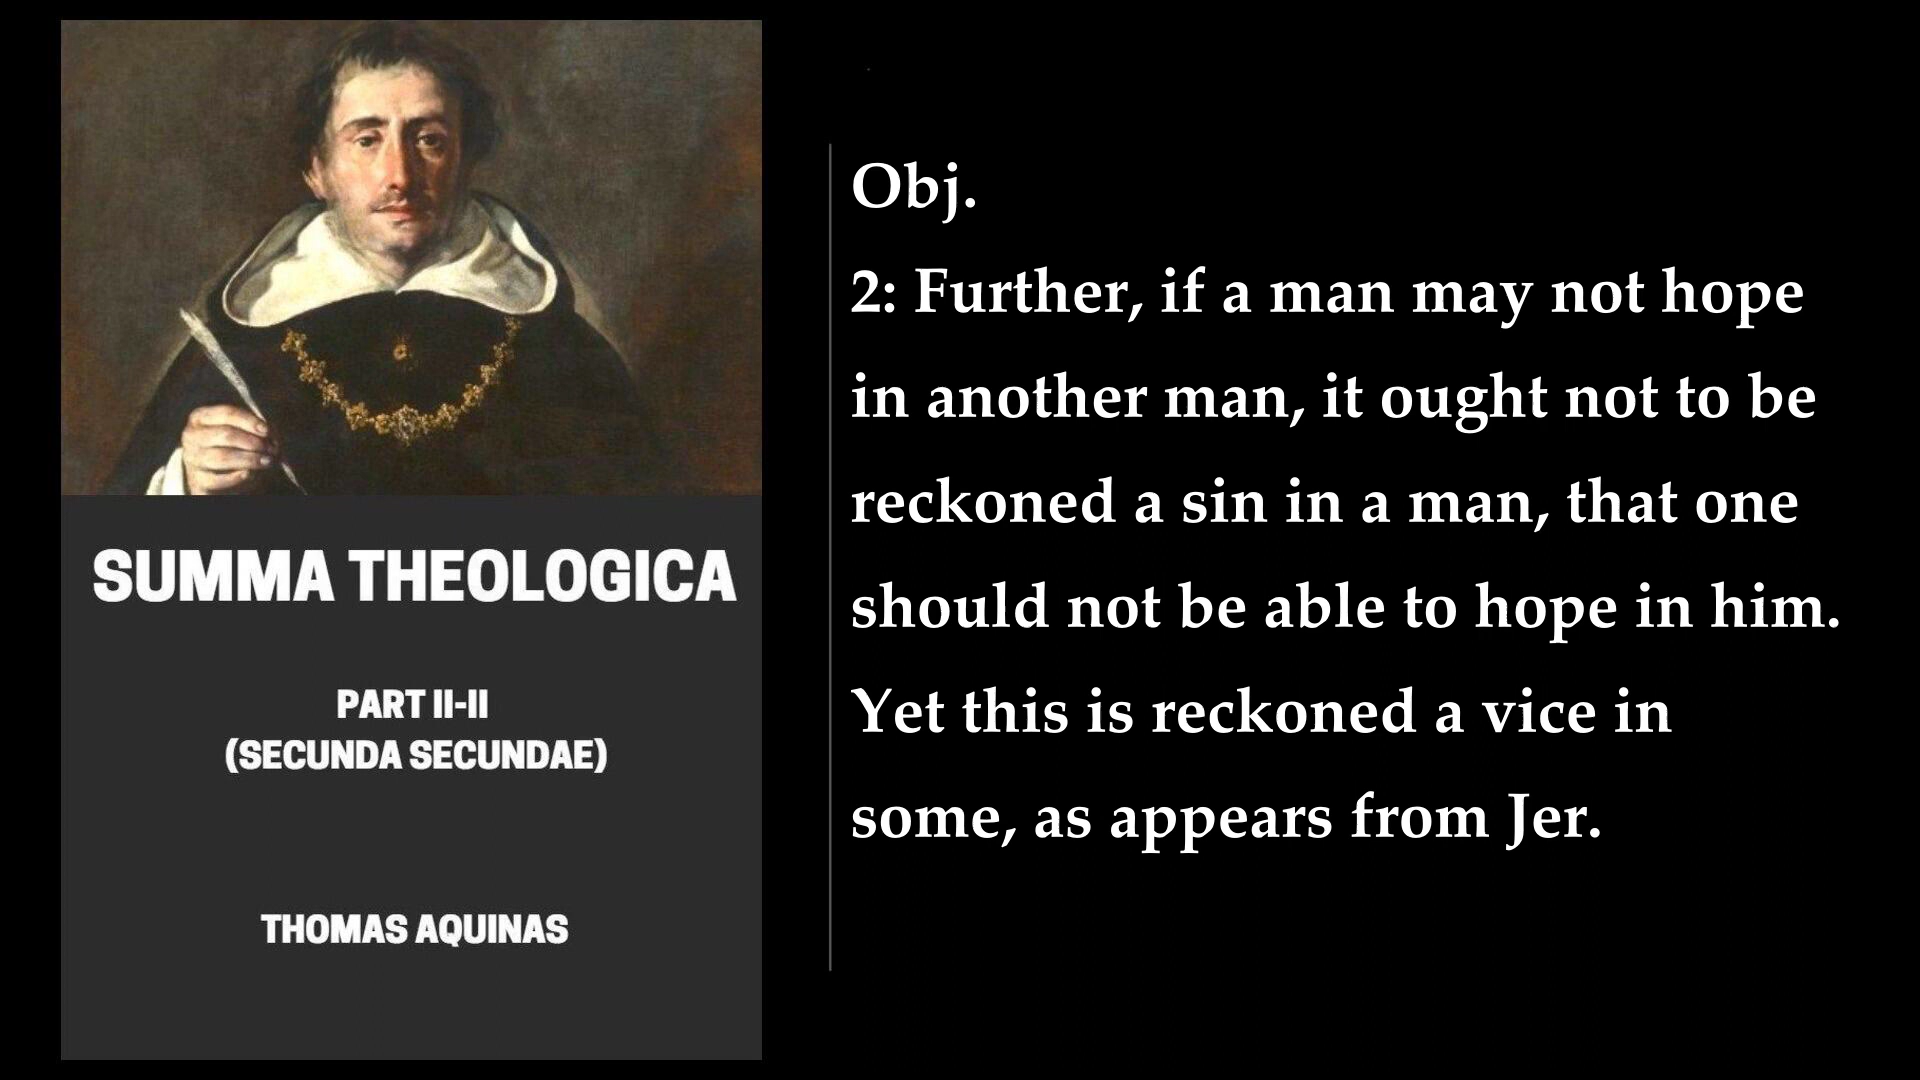 SUMMA THEOLOGICA
PART II-II
(SECUNDA SECUNDAE)
THOMAS AQUINAS
Obj.
2: Further, if a man may not hope
in another man, it ought not to be
reckoned a sin in a man, that one
should not be able to hope in him.
Yet this is reckoned a vice in
some, as appears from Jer.